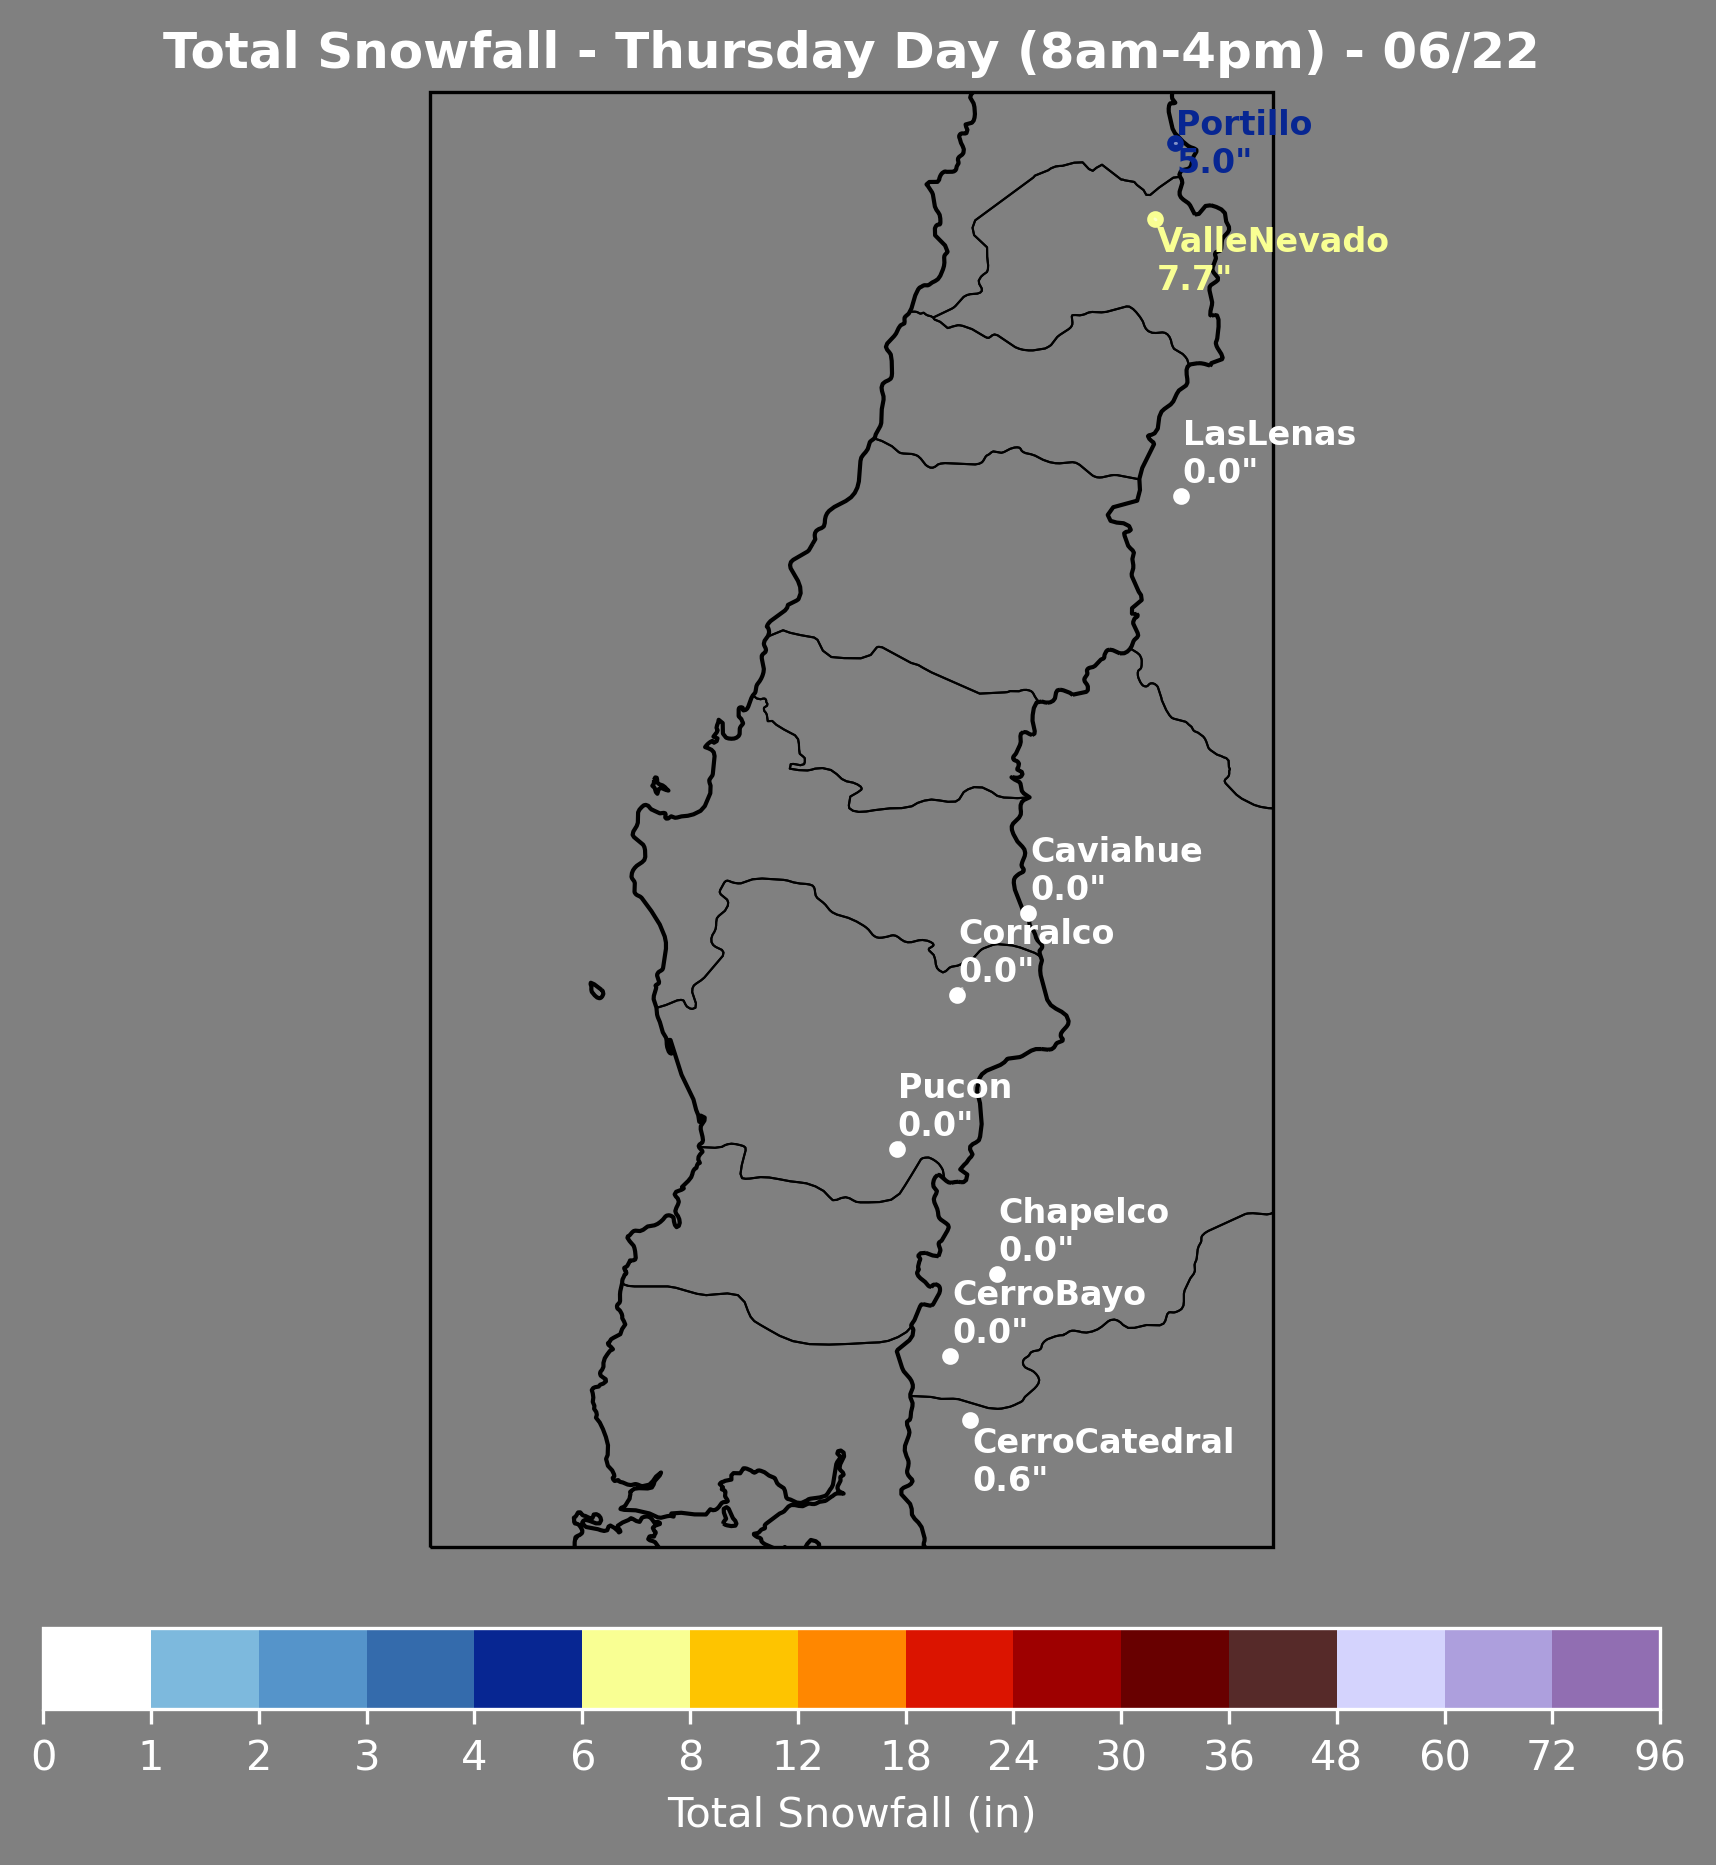 Total Snowfall - Thursday Day (8am-4pm) - 06/22
Portillo
5.0"
ValleNevado
7.7"
LasLenas
0.0"
Caviahue
0.0"
Corralco
0.0"
Pucon
0.0"
Chapelco
0.0"
CerroBayo
0.0"
CerroCatedral
0.6"
0 1 2 3 4 6 8 12 18 24 30 36 48 60 72 96
Total Snowfall (in)